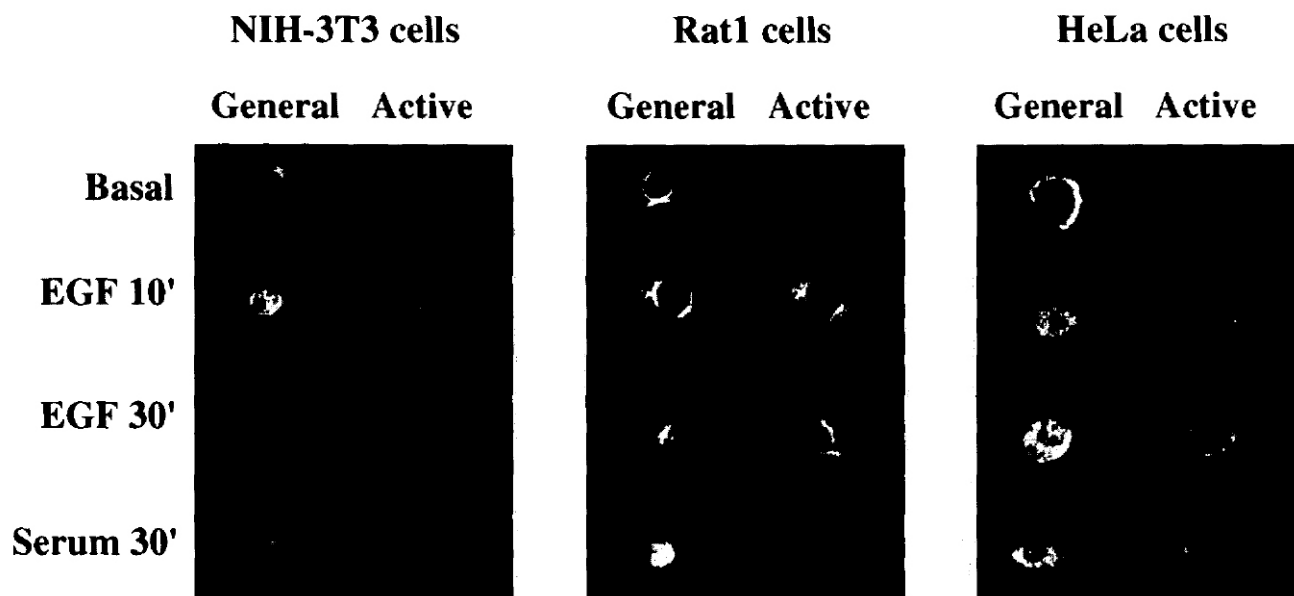 NIH-3T3 cells Rat1 cells HeLa cells
General Active General Active General Active
Basal
EGF 10'
EGF 30'
Serum 30'